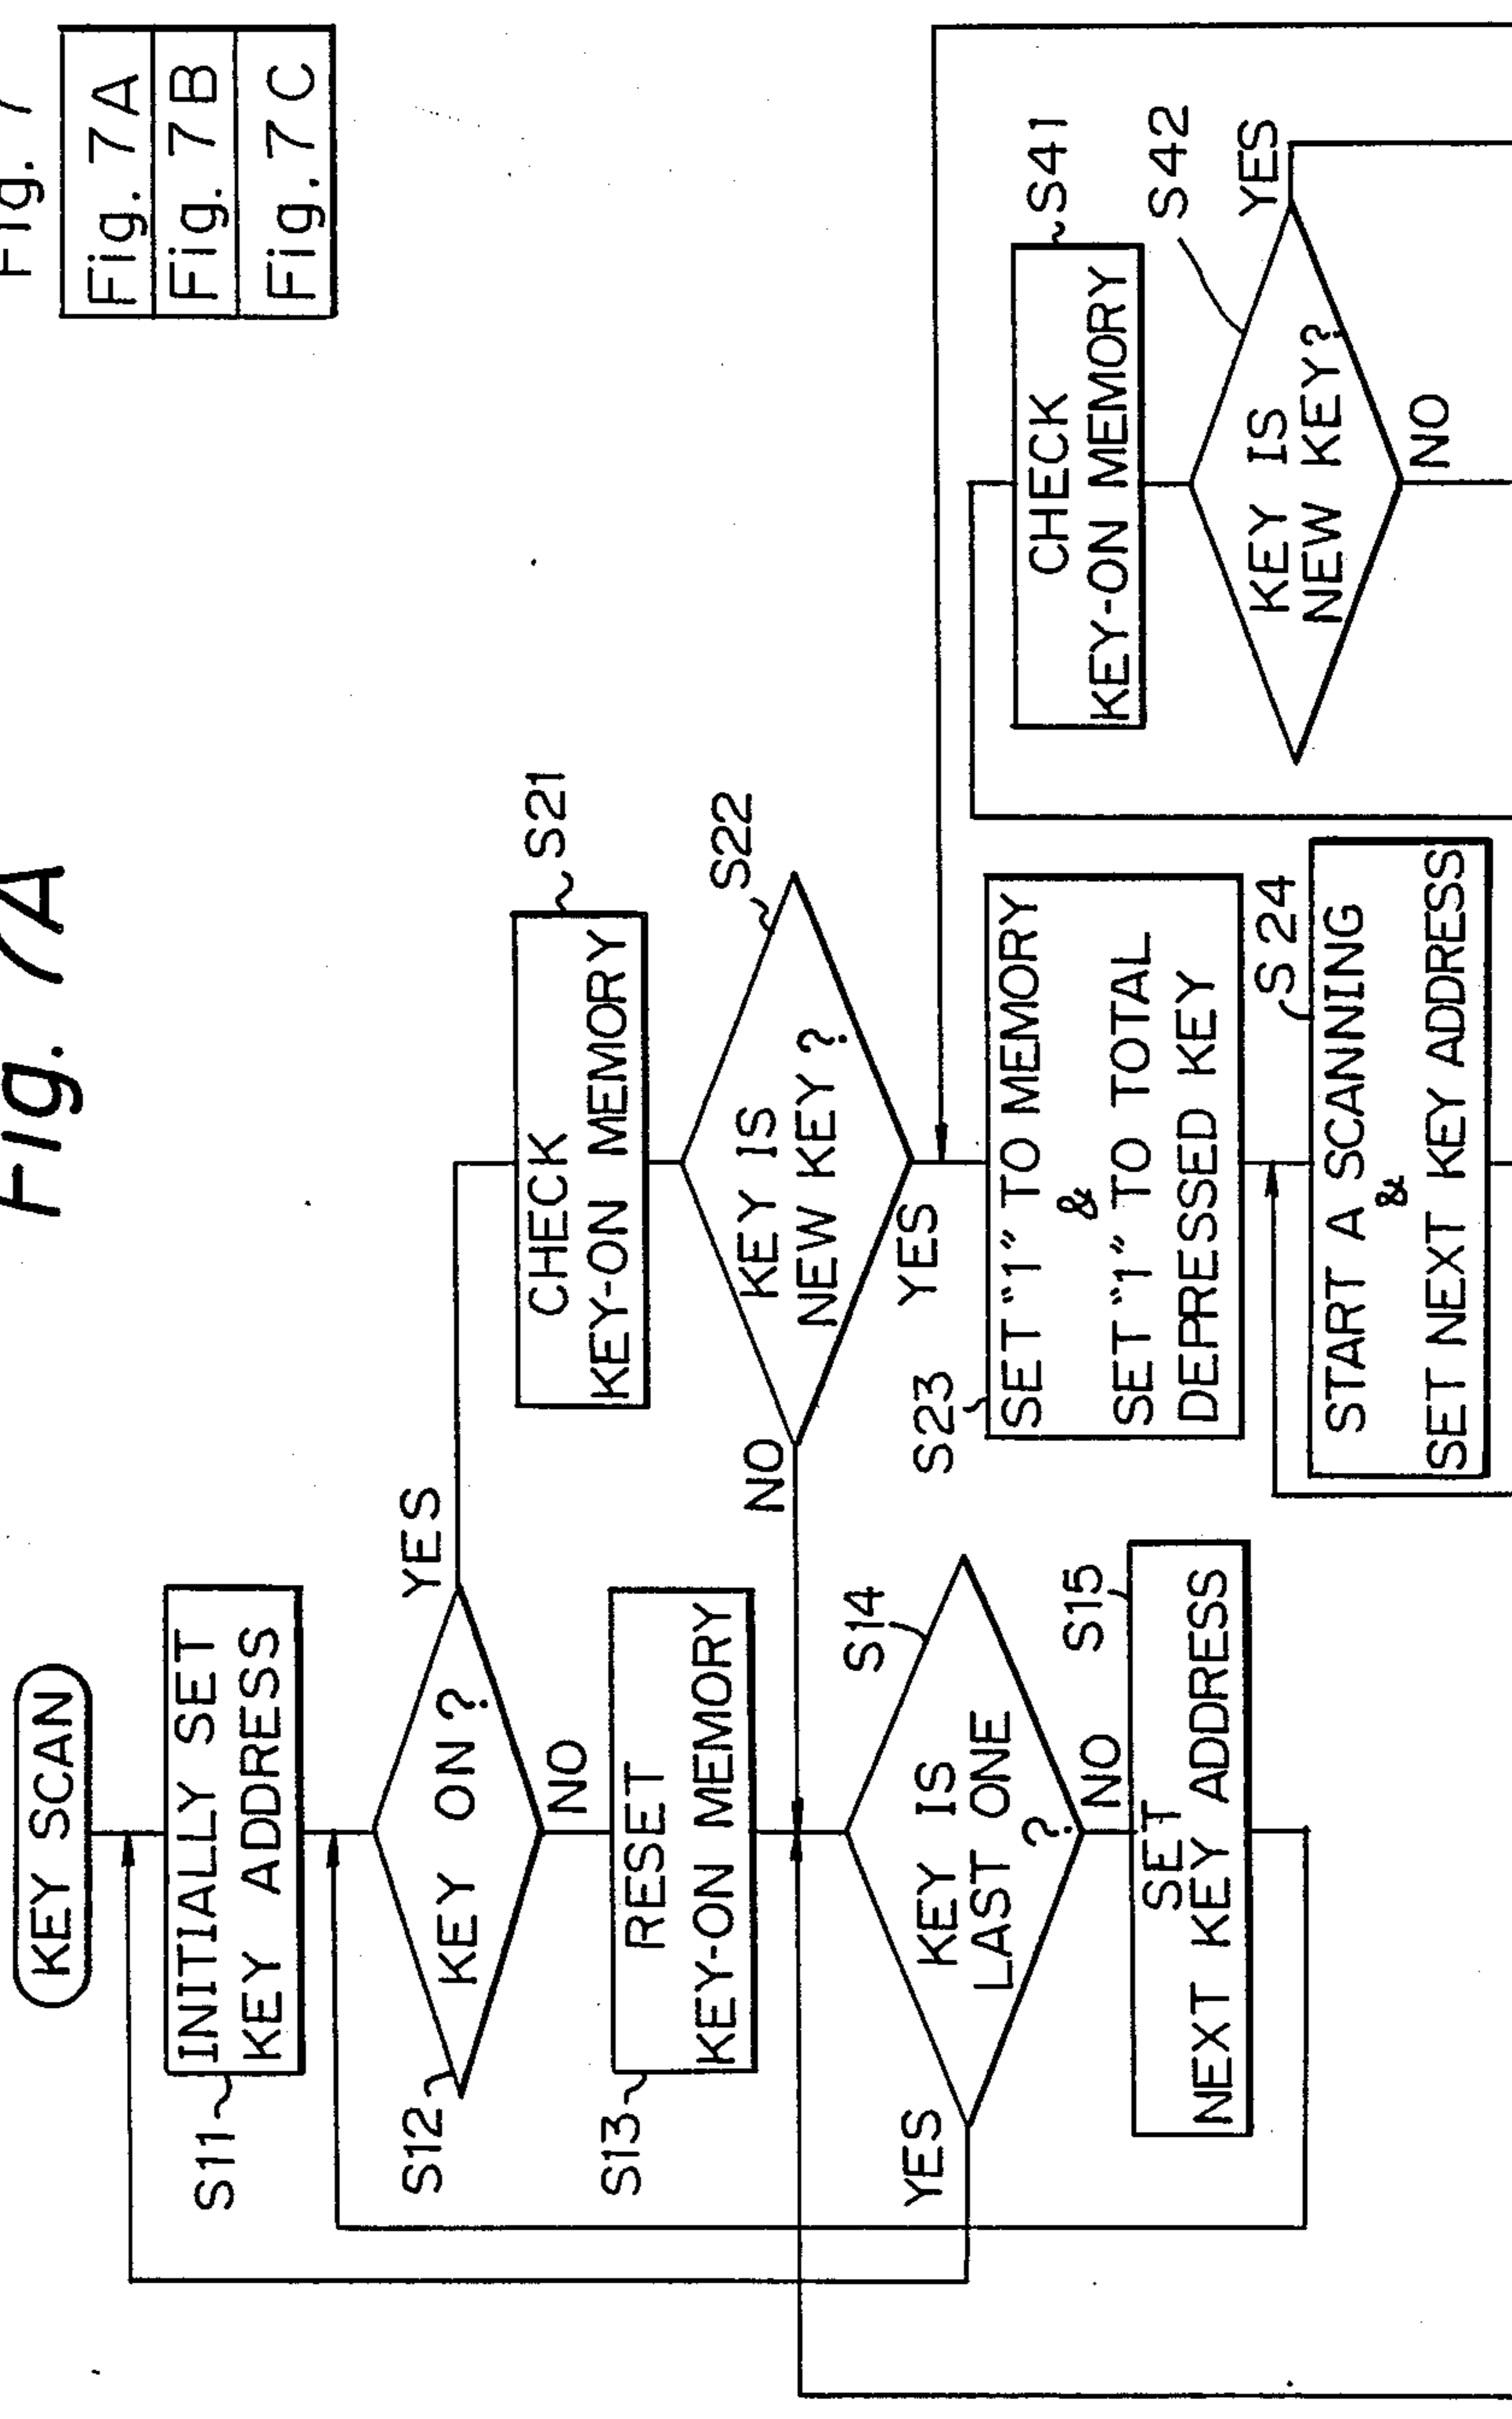 Fig. 7A
Fig. 7
Fig. 7A
Fig. 7B
Fig. 7C
KEY SCAN
S11
INITIALLY SET
KEY ADDRESS
S12
KEY ON?
YES
NO
S13
RESET
KEY-ON MEMORY
S14
KEY IS
LAST ONE
?
YES
NO
S15
SET
NEXT KEY ADDRESS
S21
CHECK
KEY-ON MEMORY
S22
KEY IS
NEW KEY?
NO
YES
S23
SET "1" TO MEMORY
&
SET "1" TO TOTAL
DEPRESSED KEY
S24
START A SCANNING
&
SET NEXT KEY ADDRESS
S41
CHECK
KEY-ON MEMORY
S42
KEY IS
NEW KEY?
YES
NO